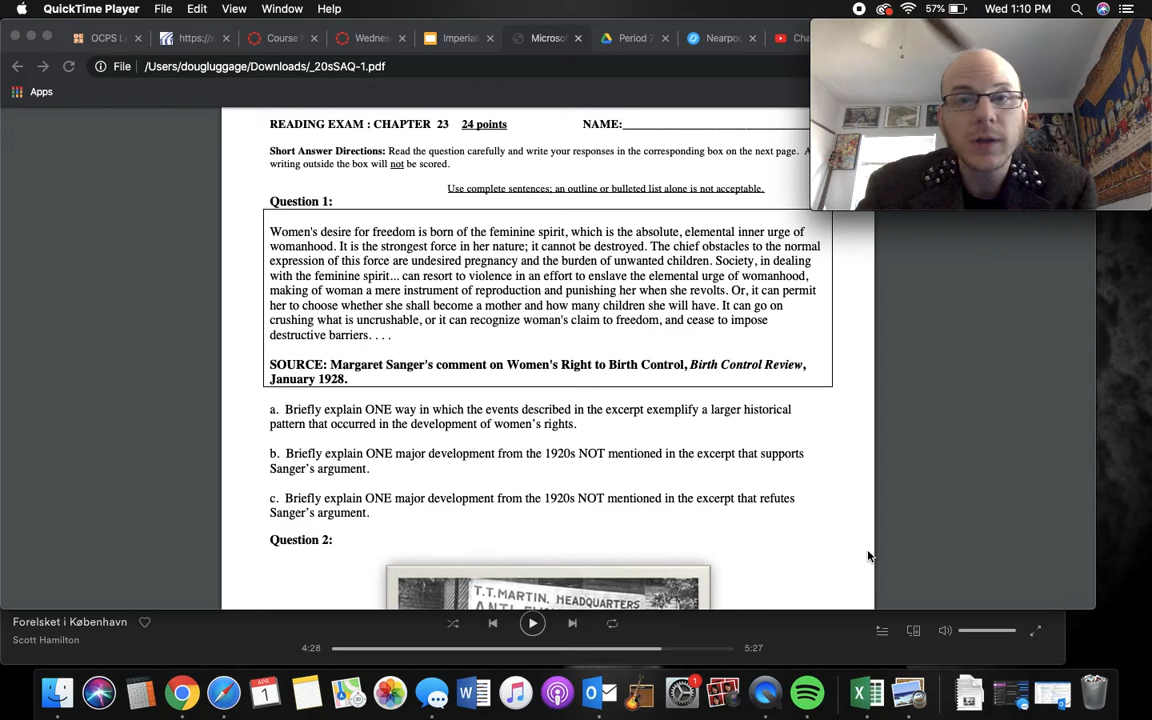 QuickTime Player File Edit View Window Help 57% Wed 1:10 PM
OCPS L Course Wednes Imperial Microso Period Nearpo Cha
File /Users/dougluggage/Downloads/_20sSAQ-1.pdf
Apps
READING EXAM : CHAPTER 23 24 points NAME:
Short Answer Directions: Read the question carefully and write your responses in the corresponding box on the next page.
writing outside the box will not be scored.
Use complete sentences; an outline or bulleted list alone is not acceptable.
Question 1:
Women's desire for freedom is born of the feminine spirit, which is the absolute, elemental inner urge of
womanhood. It is the strongest force in her nature; it cannot be destroyed. The chief obstacles to the normal
expression of this force are undesired pregnancy and the burden of unwanted children. Society, in dealing
with the feminine spirit... can resort to violence in an effort to enslave the elemental urge of womanhood,
making of woman a mere instrument of reproduction and punishing her when she revolts. Or, it can permit
her to choose whether she shall become a mother and how many children she will have. It can go on
crushing what is uncrushable, or it can recognize woman's claim to freedom, and cease to impose
destructive barriers. . . .
SOURCE: Margaret Sanger's comment on Women's Right to Birth Control, Birth Control Review,
January 1928.
a. Briefly explain ONE way in which the events described in the excerpt exemplify a larger historical
pattern that occurred in the development of women's rights.
b. Briefly explain ONE major development from the 1920s NOT mentioned in the excerpt that supports
Sanger's argument.
c. Briefly explain ONE major development from the 1920s NOT mentioned in the excerpt that refutes
Sanger's argument.
Question 2:
T.T. MARTIN, HEADQUARTERS
Forelsket i København
Scott Hamilton
4:28 5:27
APR
1
1